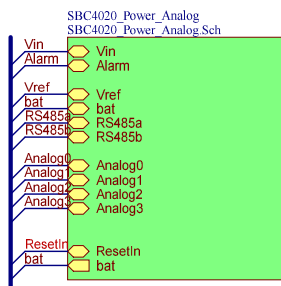 SBC4020_Power_Analog
SBC4020_Power_Analog.Sch
Vin Vin
Alarm Alarm
Vref Vref
bat bat
RS485a RS485a
RS485b RS485b
Analog0 Analog0
Analog1 Analog1
Analog2 Analog2
Analog3 Analog3
ResetIn ResetIn
bat bat